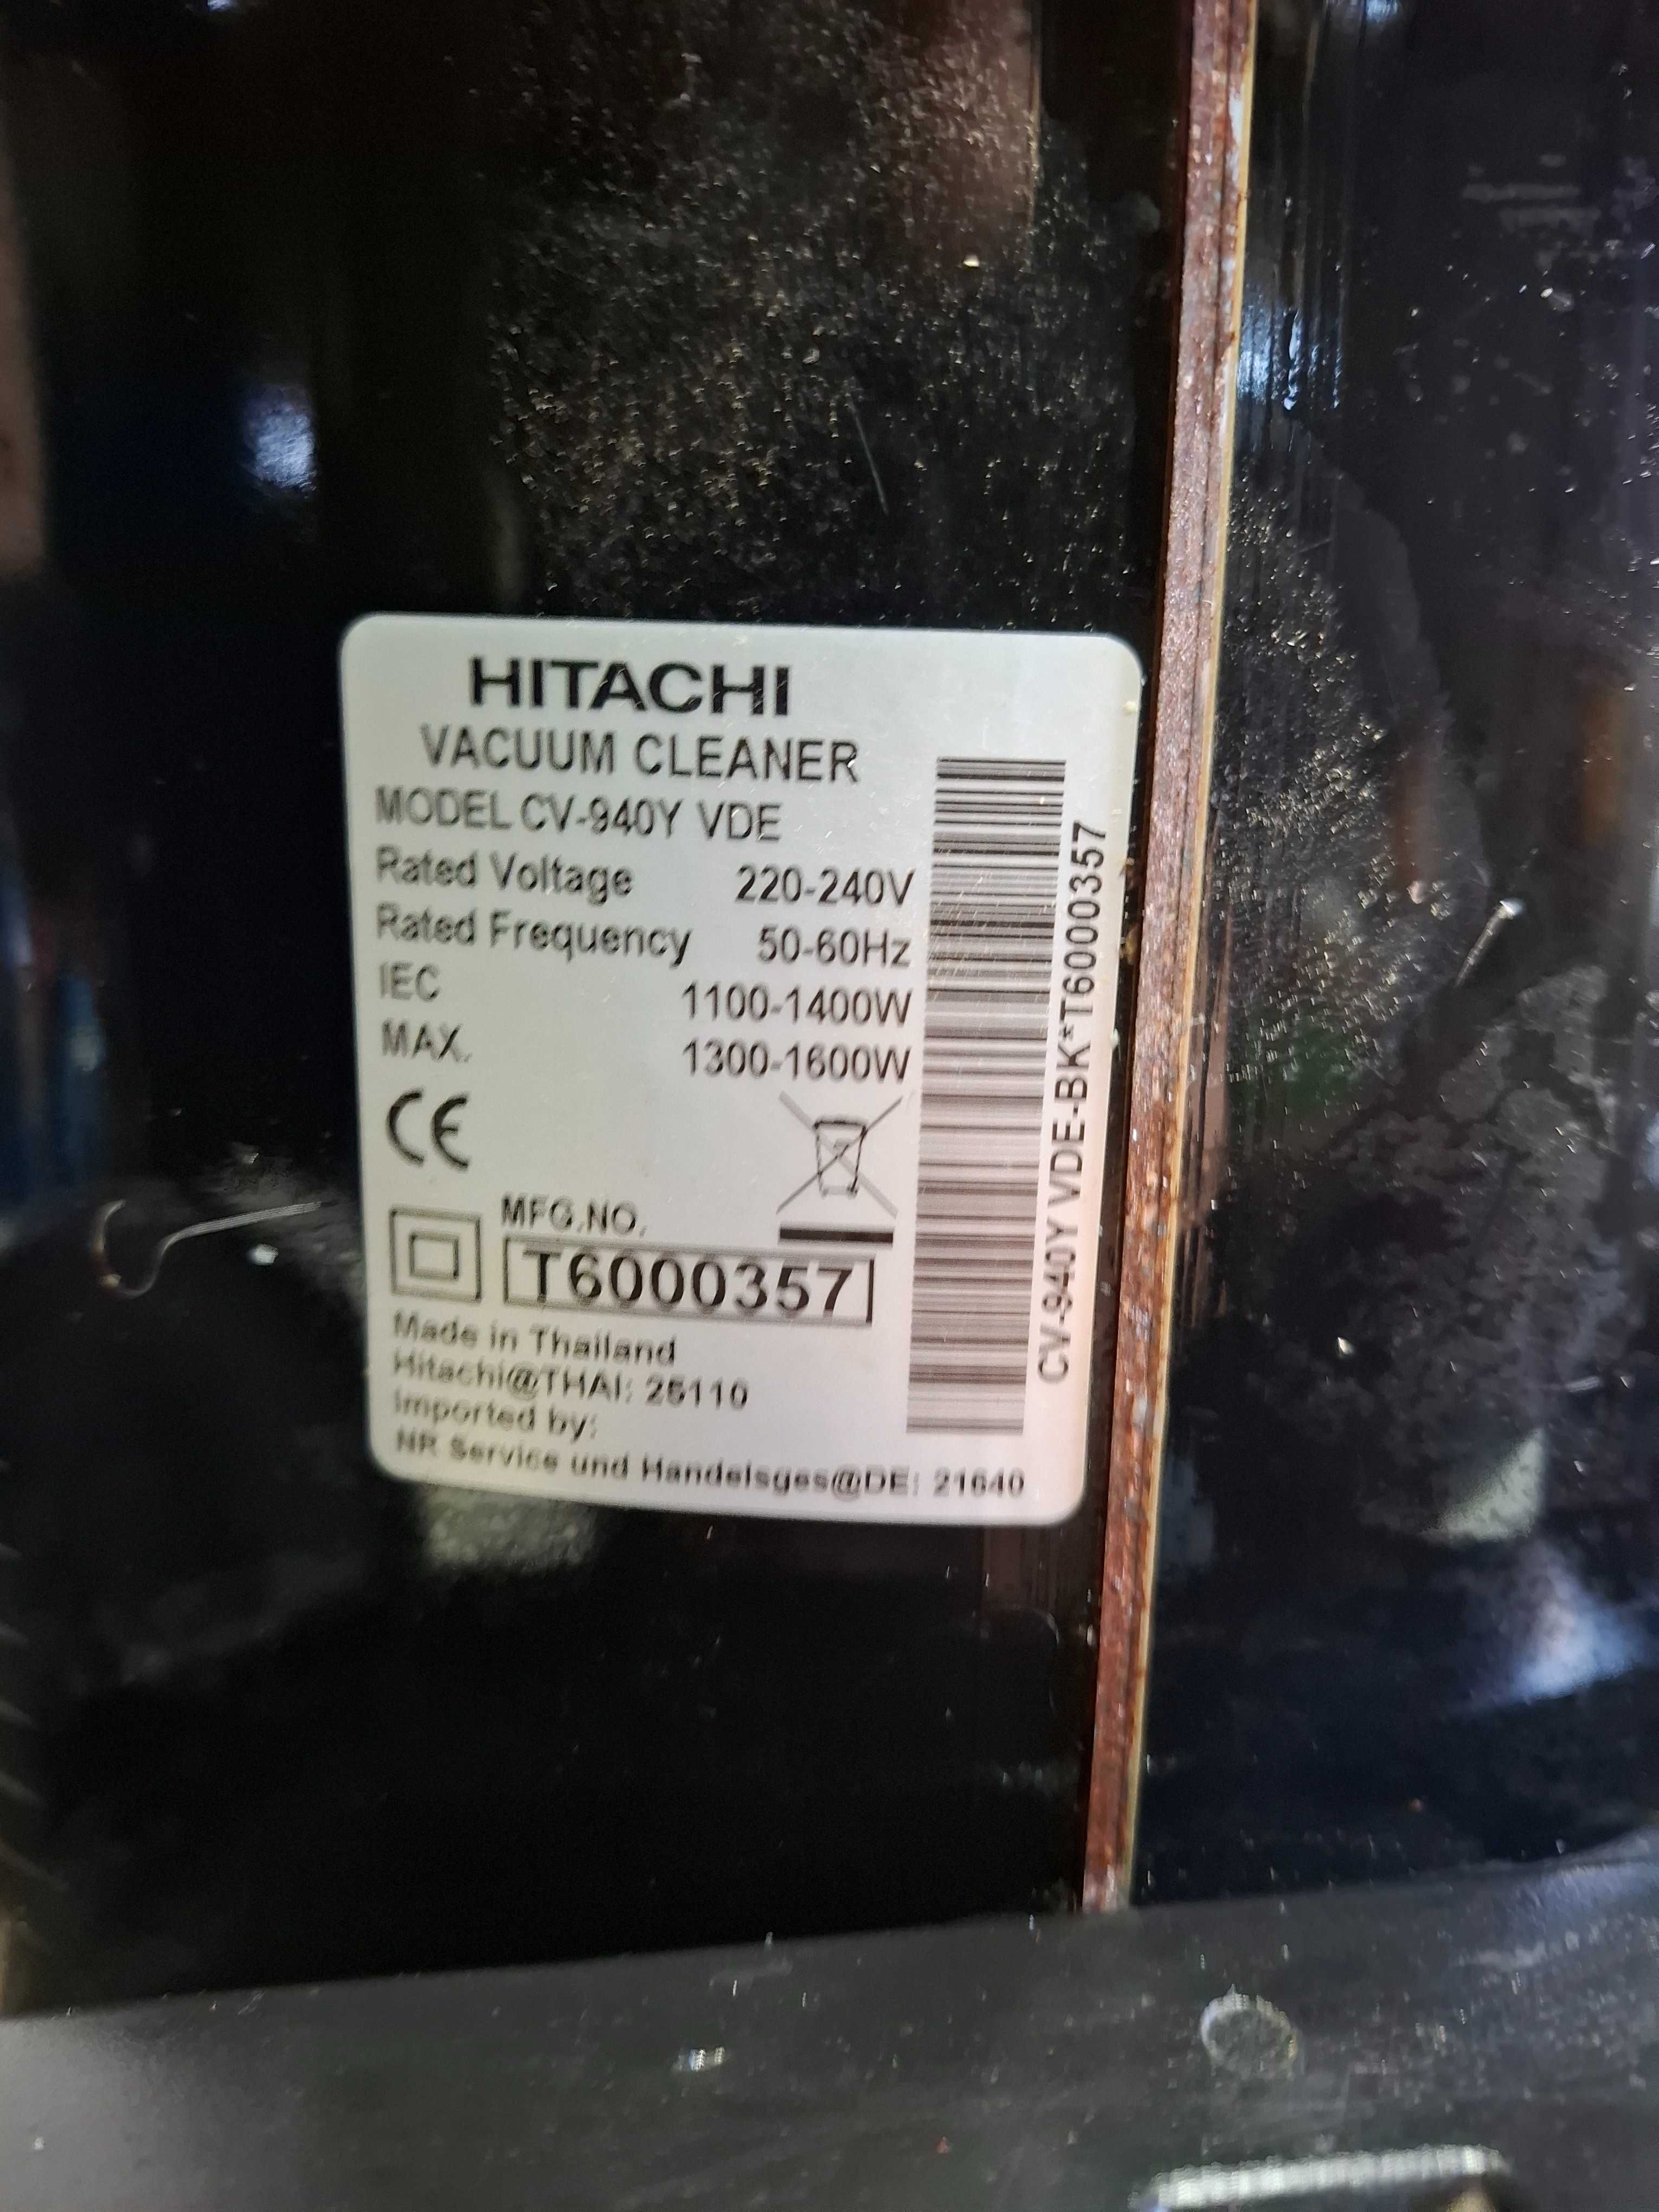 HITACHI
VACUUM CLEANER
MODEL CV-940Y VDE
Rated Voltage 220-240V
Rated Frequency 50-60Hz
IEC 1100-1400W
MAX. 1300-1600W
CE
MFG.NO.
T6000357
Made in Thailand
Hitachi@THAI: 25110
Imported by:
NR Service und Handelsges@DE: 21640
CV-940Y VDE-BK*T6000357